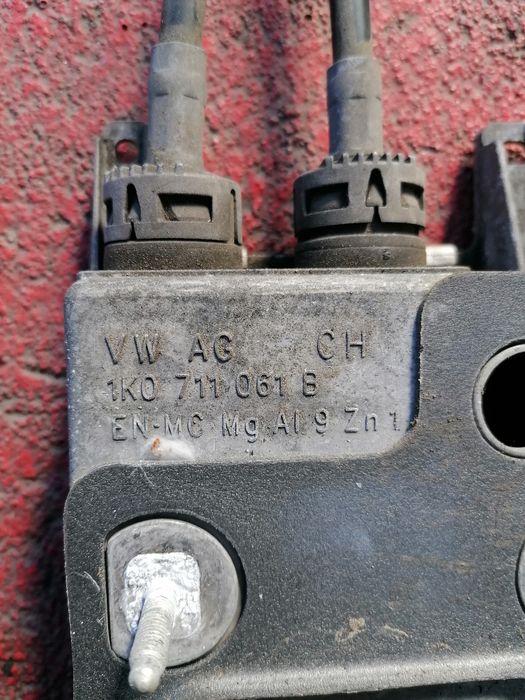 VW AG CH
1K0 711 061 B
EN-MC Mg Al 9 Zn 1